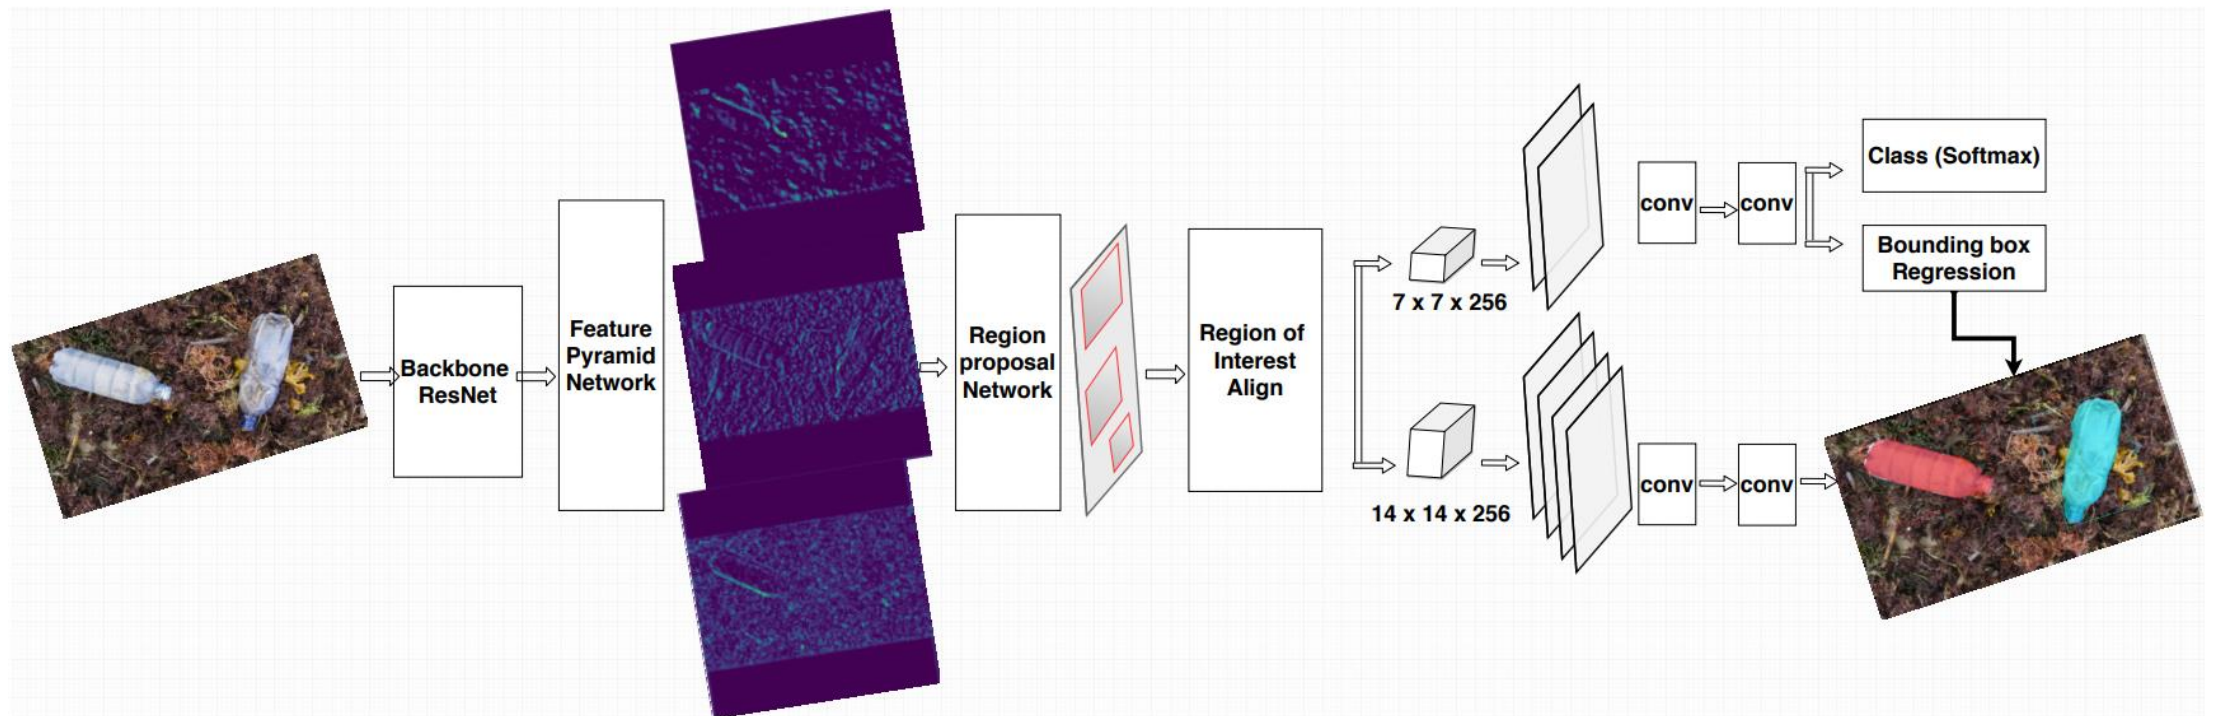 Backbone
ResNet
Feature
Pyramid
Network
Region
proposal
Network
Region of
Interest
Align
7 x 7 x 256
14 x 14 x 256
conv
conv
Class (Softmax)
Bounding box
Regression
conv
conv